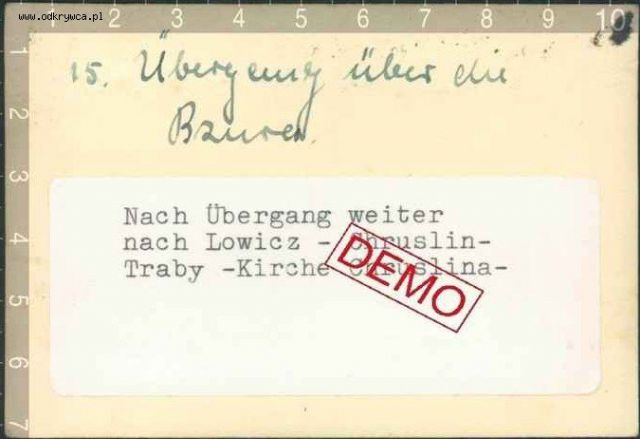 www.odkrywca.pl
1 2 3 4 5 6 7 8 9 10
1
2
3
4
5
6
7
15. Übergang über die
Bzura
Nach Übergang weiter
nach Lowicz - Chruslin-
Traby -Kirche Chruslina-
DEMO